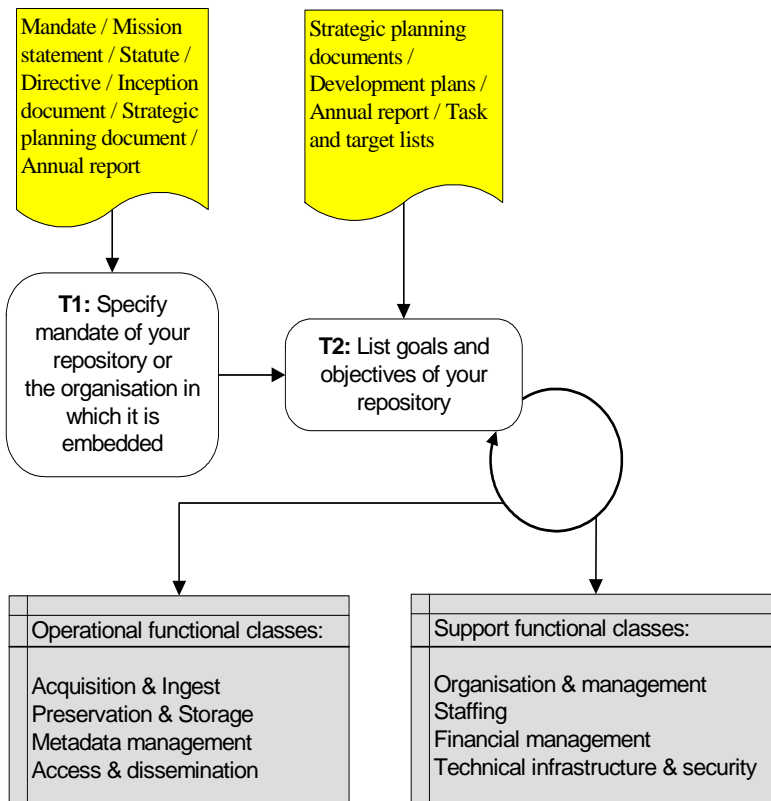 Mandate / Mission
statement / Statute /
Directive / Inception
document / Strategic
planning document /
Annual report
Strategic planning
documents /
Development plans /
Annual report / Task
and target lists
T1: Specify
mandate of your
repository or
the organisation in
which it is
embedded
T2: List goals and
objectives of your
repository
Operational functional classes:
Acquisition & Ingest
Preservation & Storage
Metadata management
Access & dissemination
Support functional classes:
Organisation & management
Staffing
Financial management
Technical infrastructure & security